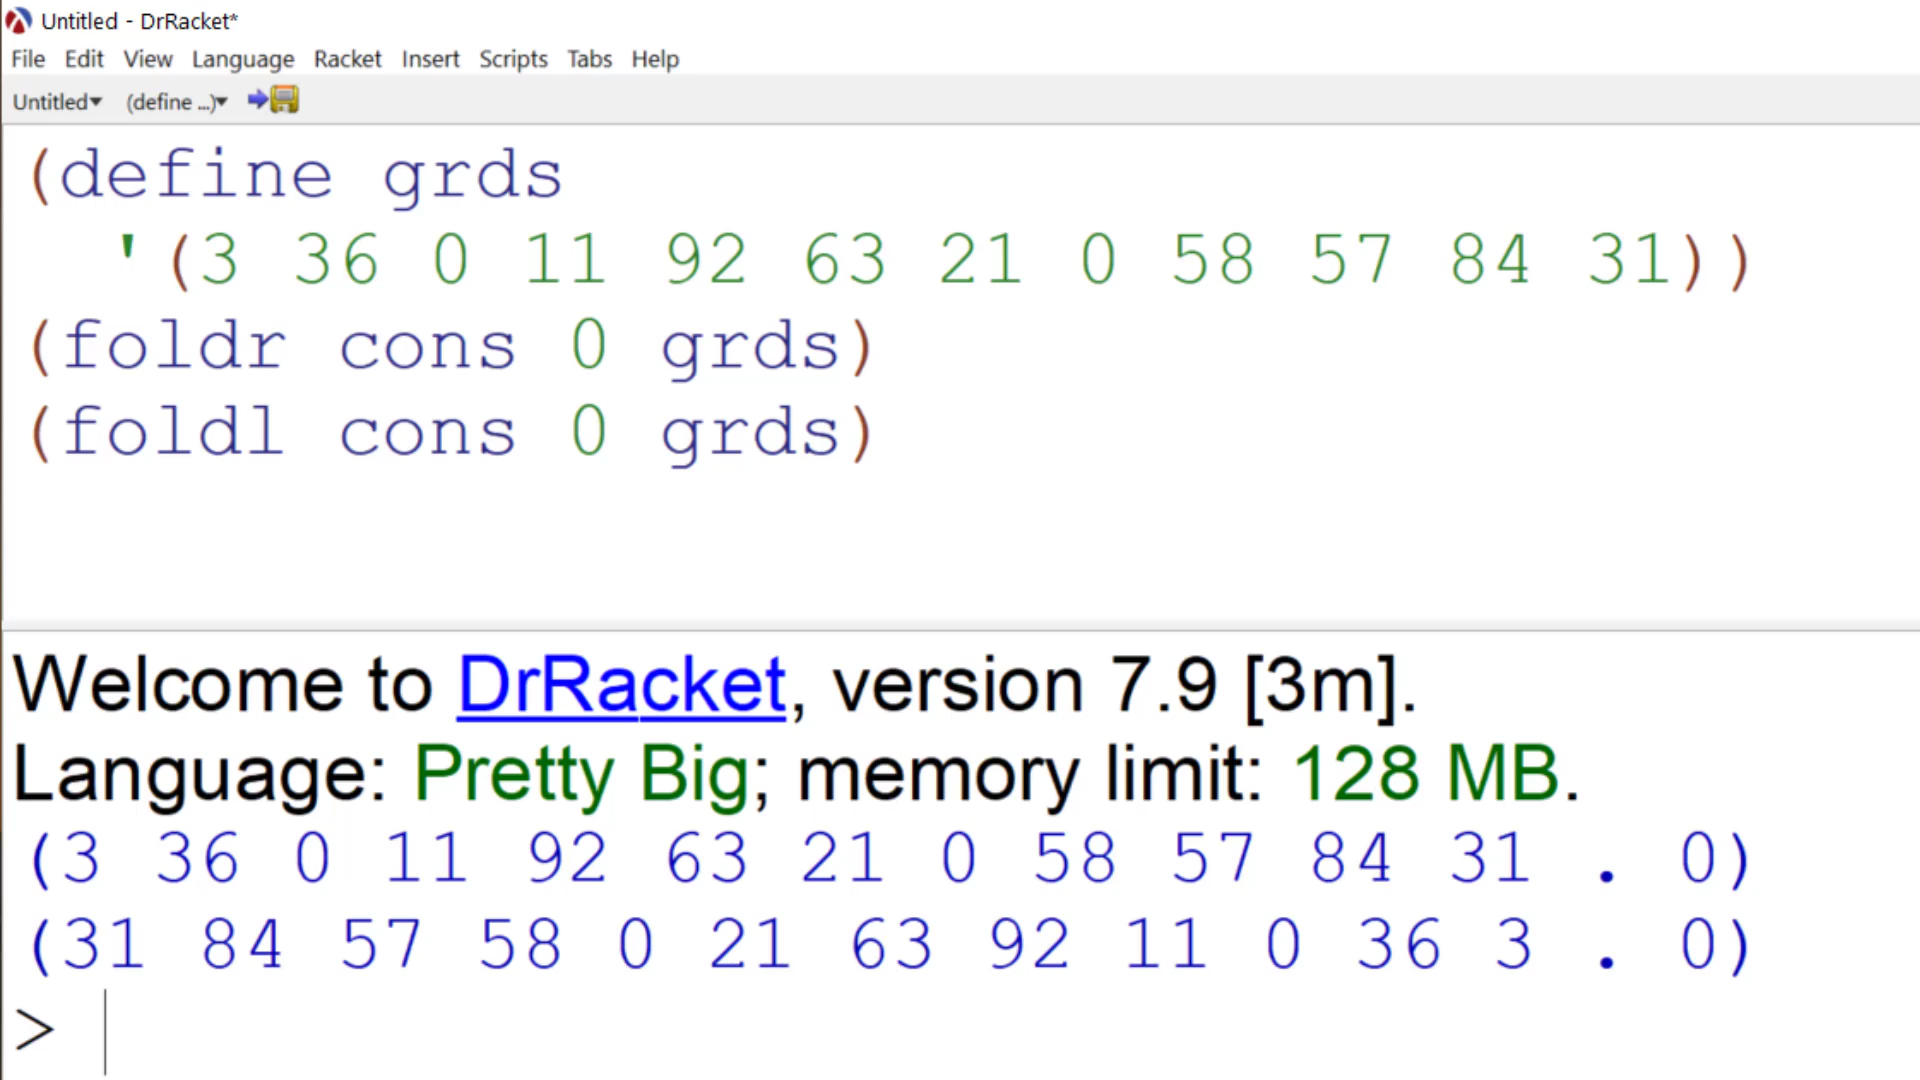 Untitled - DrRacket*
File Edit View Language Racket Insert Scripts Tabs Help
Untitled▾ (define ...)▾
(define grds
'(3 36 0 11 92 63 21 0 58 57 84 31))
(foldr cons 0 grds)
(foldl cons 0 grds)
Welcome to DrRacket, version 7.9 [3m].
Language: Pretty Big; memory limit: 128 MB.
(3 36 0 11 92 63 21 0 58 57 84 31 . 0)
(31 84 57 58 0 21 63 92 11 0 36 3 . 0)
>